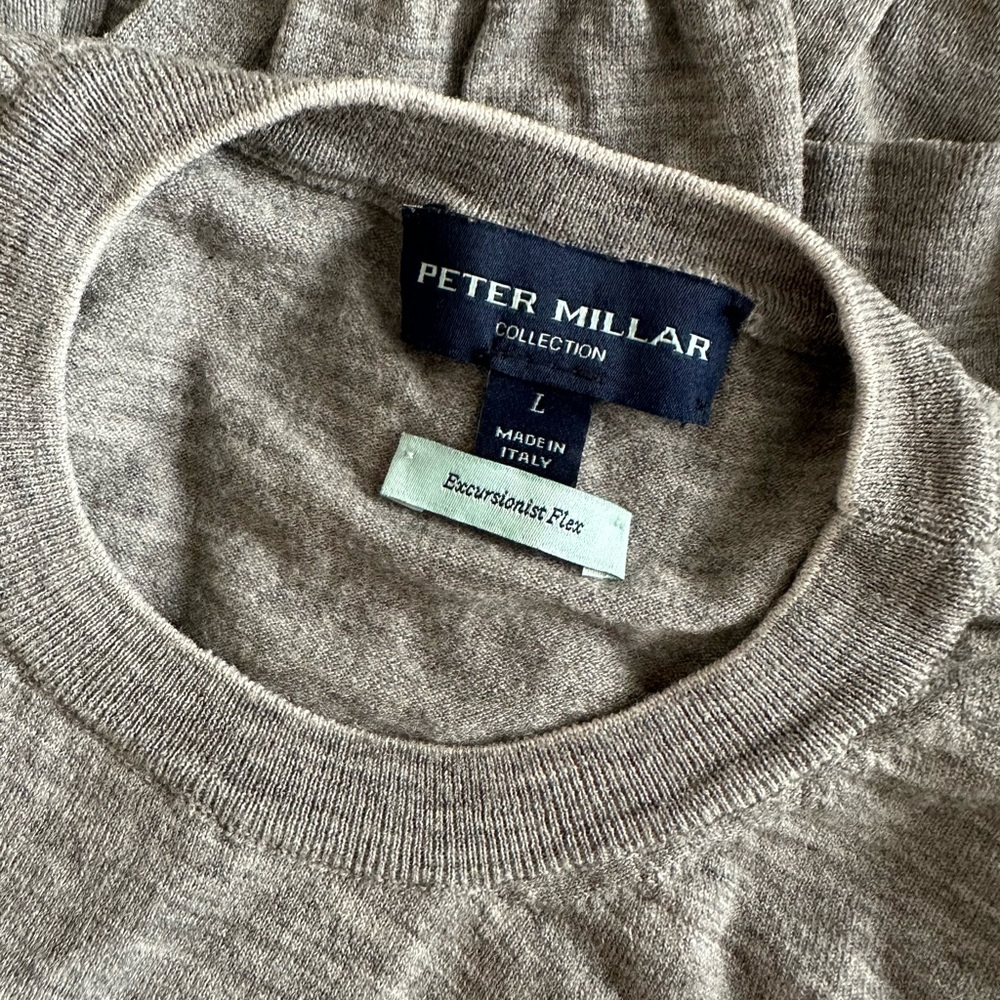 PETER MILLAR
COLLECTION
L
MADE IN
ITALY
Excursionist Flex